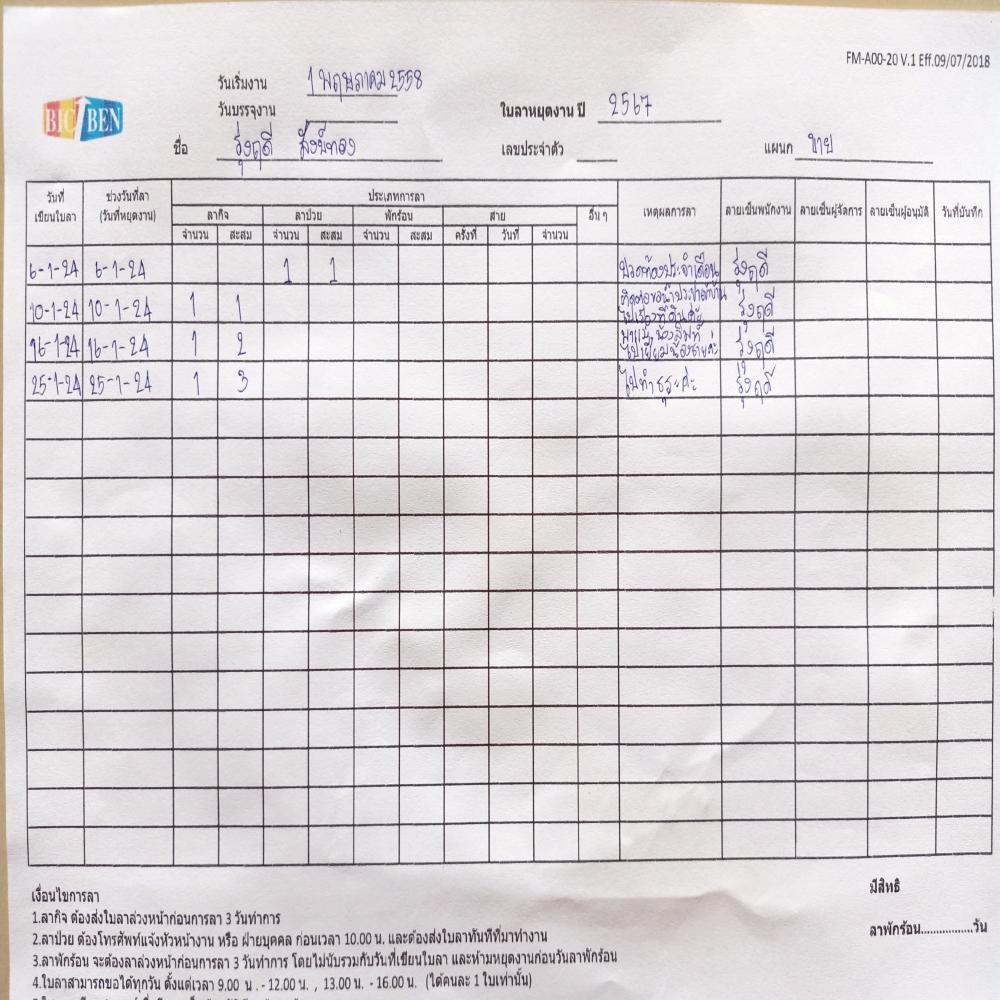 FM-A00-20 V.1 Eff.09/07/2018
วันเริ่มงาน 1 พฤษภาคม 2558
BIG BEN
วันบรรจุงาน
ใบลาหยุดงาน ปี 2567
ชื่อ รุ่งฤดี
เลขประจำตัว
แผนก ขาย
วันที่เขียนใบลา ช่วงวันที่ลา (วันที่หยุดงาน) ประเภทการลา เหตุผลการลา ลายเซ็นพนักงาน ลายเซ็นผู้จัดการ ลายเซ็นผู้อนุมัติ วันที่บันทึก
ลากิจ ลาป่วย พักร้อน สาย อื่น ๆ
จำนวน สะสม จำนวน สะสม จำนวน สะสม ครั้งที่ วันที่ จำนวน
6-1-24 6-1-24 1 1 ปวดท้องประจำเดือน รุ่งฤดี
10-1-24 10-1-24 1 1 ติดต่อขอน้ำประปา รุ่งฤดี
16-1-24 16-1-24 1 2 รุ่งฤดี
25-1-24 25-1-24 1 3 ไปทำธุระค่ะ รุ่งฤดี
เงื่อนไขการลา
มีสิทธิ
1.ลากิจ ต้องส่งใบลาล่วงหน้าก่อนการลา 3 วันทำการ
ลาพักร้อน.................วัน
2.ลาป่วย ต้องโทรศัพท์แจ้งหัวหน้างาน หรือ ฝ่ายบุคคล ก่อนเวลา 10.00 น. และต้องส่งใบลาทันทีที่มาทำงาน
3.ลาพักร้อน จะต้องลาล่วงหน้าก่อนการลา 3 วันทำการ โดยไม่นับรวมกับวันที่เขียนใบลา และห้ามหยุดงานก่อนวันลาพักร้อน
4.ใบลาสามารถขอได้ทุกวัน ตั้งแต่เวลา 9.00 น. - 12.00 น. , 13.00 น. - 16.00 น. (ได้คนละ 1 ใบเท่านั้น)